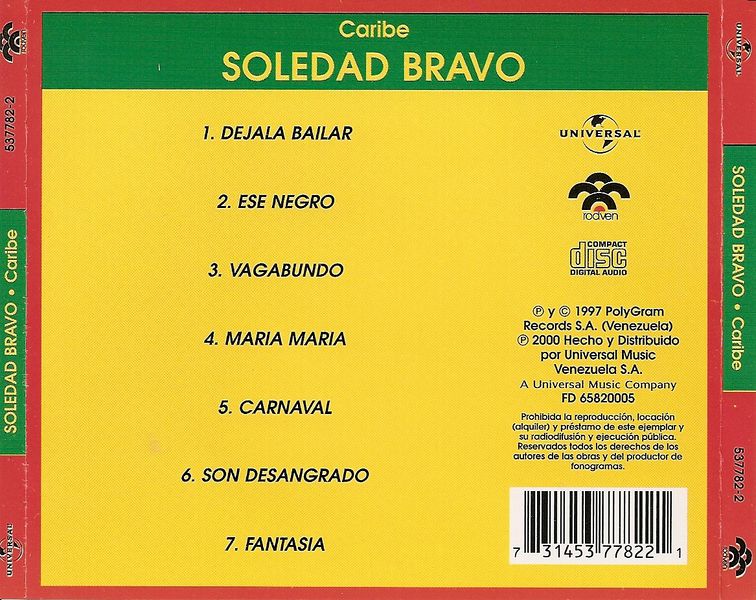 Caribe
SOLEDAD BRAVO
1. DEJALA BAILAR
2. ESE NEGRO
3. VAGABUNDO
4. MARIA MARIA
5. CARNAVAL
6. SON DESANGRADO
7. FANTASIA
UNIVERSAL
rodven
COMPACT
disc
DIGITAL AUDIO
℗ y © 1997 PolyGram
Records S.A. (Venezuela)
℗ 2000 Hecho y Distribuido
por Universal Music
Venezuela S.A.
A Universal Music Company
FD 65820005
Prohibida la reproducción, locación
(alquiler) y préstamo de este ejemplar y
su radiodifusión y ejecución pública.
Reservados todos los derechos de los
autores de las obras y del productor de
fonogramas.
7 31453 77822 1
rodven
537782-2
SOLEDAD BRAVO • Caribe
UNIVERSAL
UNIVERSAL
SOLEDAD BRAVO • Caribe
537782-2
rodven